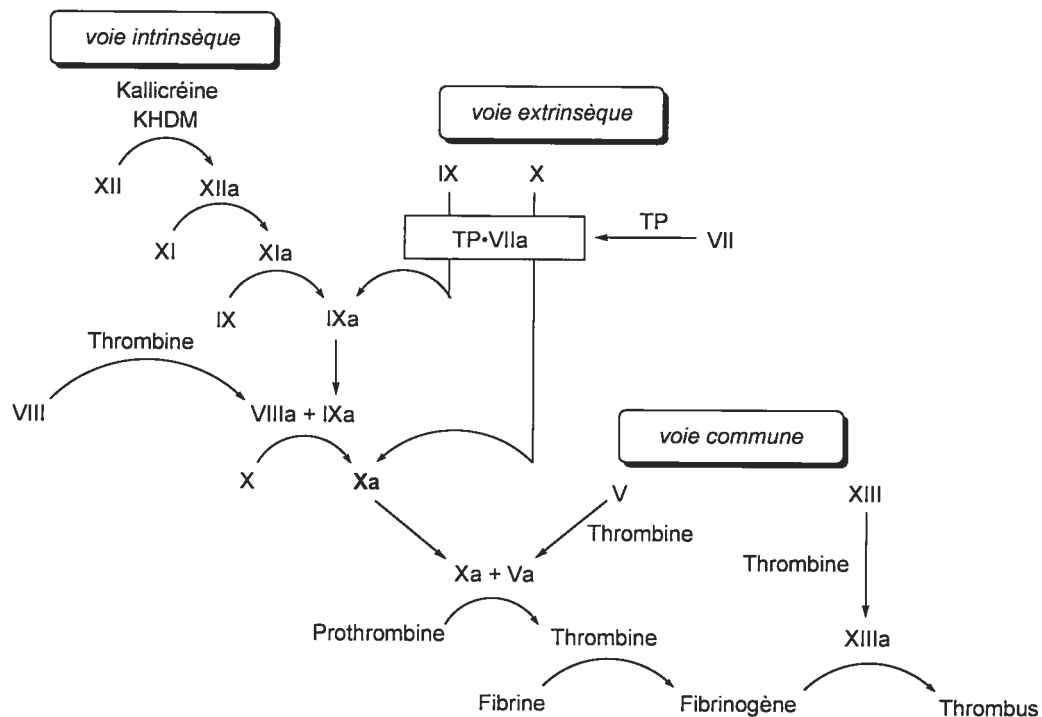 voie intrinsèque
Kallicréine
KHDM
voie extrinsèque
IX X
XII XIIa
TP•VIIa
TP
VII
XI XIa
IX IXa
Thrombine
VIII VIIIa + IXa
voie commune
X Xa
V XIII
Thrombine
Thrombine
Xa + Va
Prothrombine Thrombine XIIIa
Fibrine Fibrinogène Thrombus